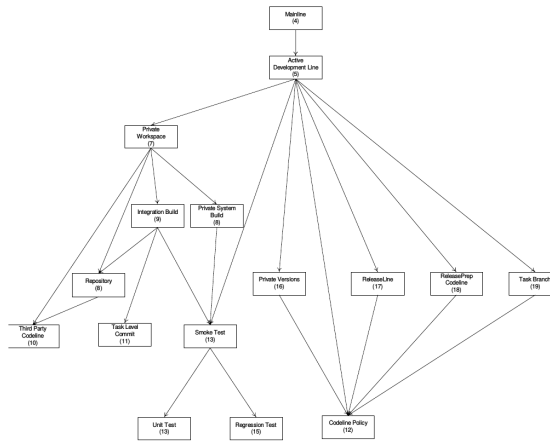 Mainline
(4)
Active
Development Line
(5)
Private
Workspace
(7)
Integration Build
(9)
Private System
Build
(8)
Repository
(8)
Private Versions
(16)
ReleaseLine
(17)
ReleasePrep
Codeline
(18)
Task Branch
(19)
Third Party
Codeline
(10)
Task Level
Commit
(11)
Smoke Test
(13)
Unit Test
(13)
Regression Test
(15)
Codeline Policy
(12)